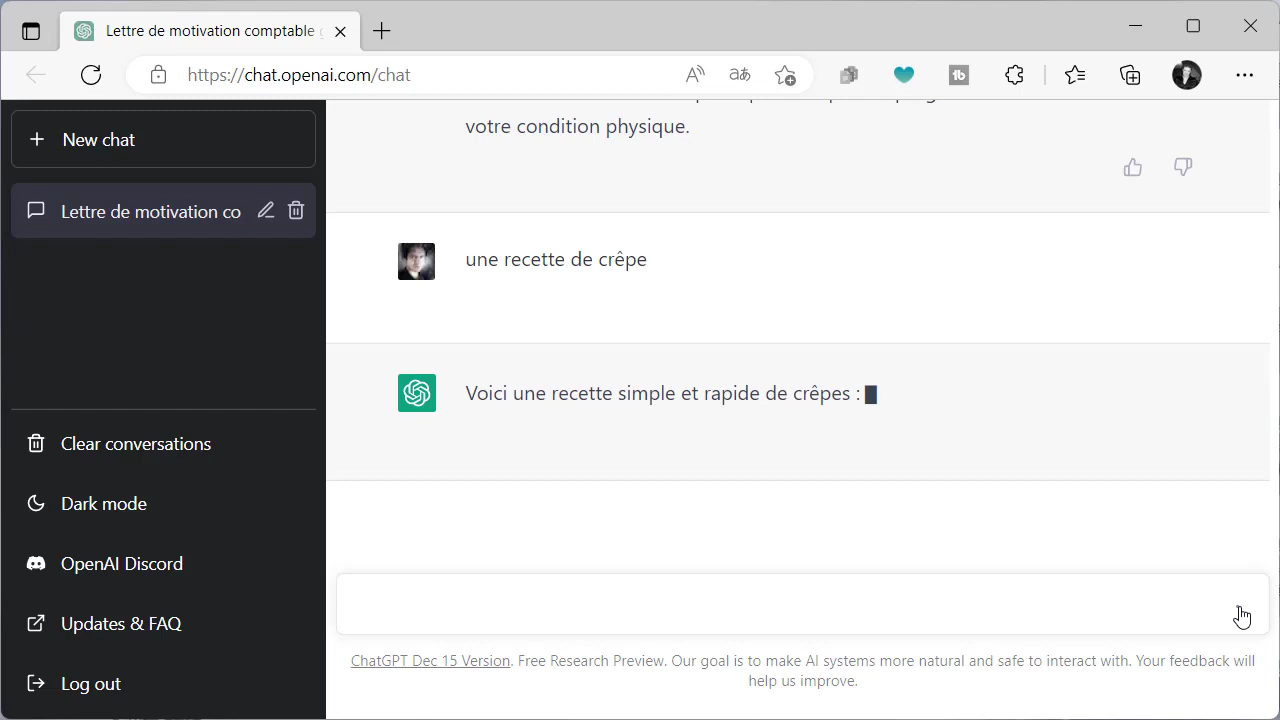 Lettre de motivation comptable
https://chat.openai.com/chat
New chat
Lettre de motivation co
Clear conversations
Dark mode
OpenAI Discord
Updates & FAQ
Log out
votre condition physique.
une recette de crêpe
Voici une recette simple et rapide de crêpes :
ChatGPT Dec 15 Version. Free Research Preview. Our goal is to make AI systems more natural and safe to interact with. Your feedback will
help us improve.